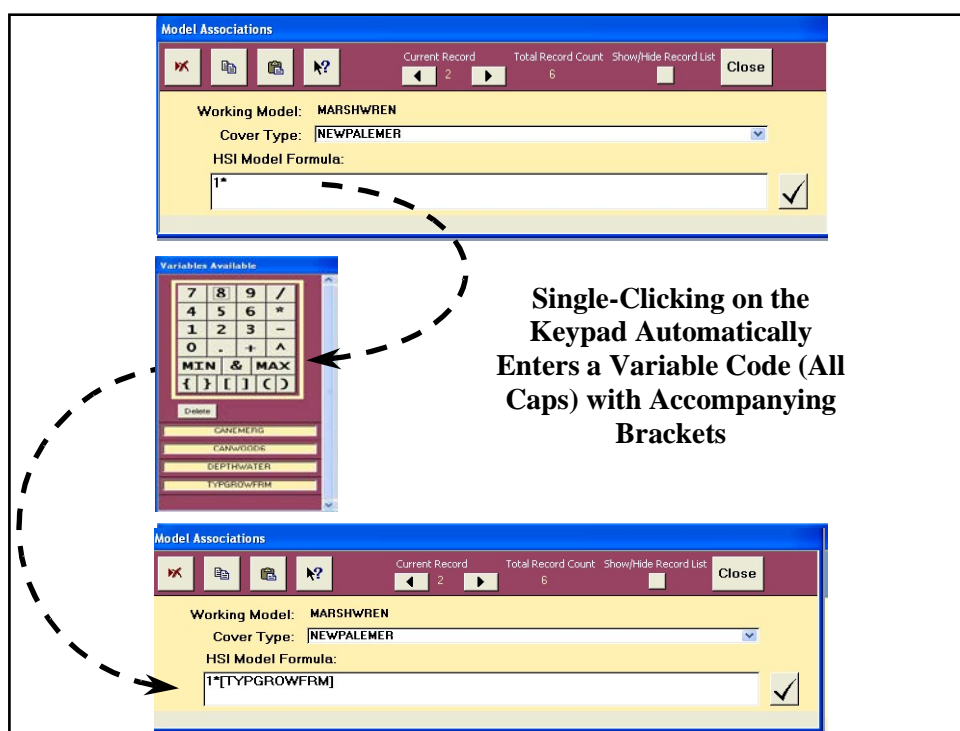 Model Associations
Current Record Total Record Count Show/Hide Record List
2 6
Close
Working Model: MARSHWREN
Cover Type: NEWPALEMER
HSI Model Formula:
1*
Variables Available
7 8 9 /
4 5 6 *
1 2 3 -
0 . + ^
MIN & MAX
{ } [ ] ( )
Delete
CANEMERG
CANWOOD6
DEPTHWATER
TYPGROWFRM
Single-Clicking on the
Keypad Automatically
Enters a Variable Code (All
Caps) with Accompanying
Brackets
Model Associations
Current Record Total Record Count Show/Hide Record List
2 6
Close
Working Model: MARSHWREN
Cover Type: NEWPALEMER
HSI Model Formula:
1*[TYPGROWFRM]